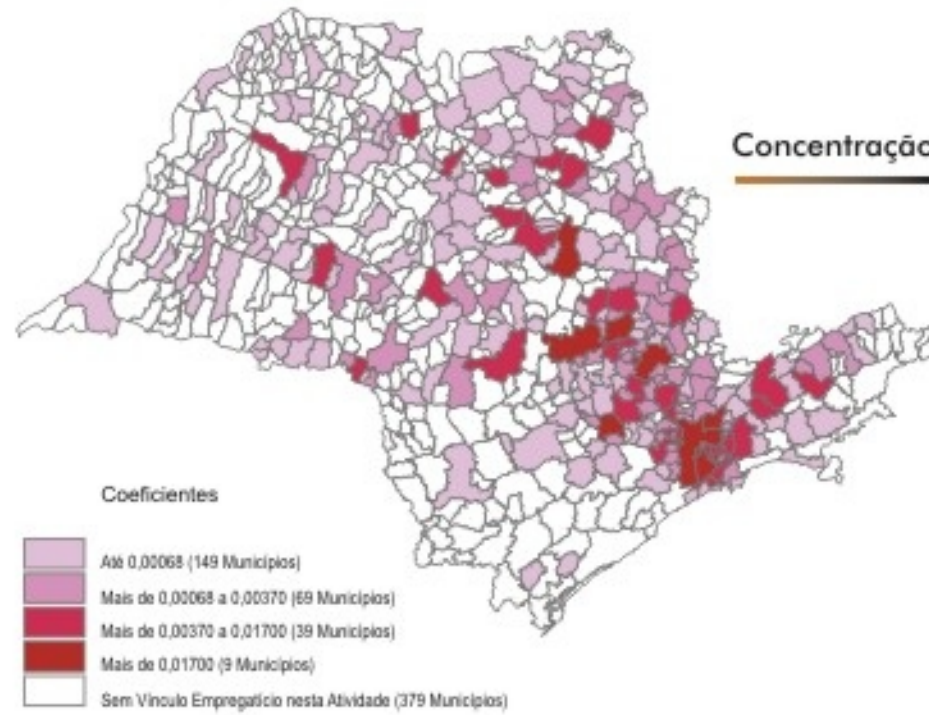 Concentração
Coeficientes
Até 0,00068 (149 Municípios)
Mais de 0,00068 a 0,00370 (69 Municípios)
Mais de 0,00370 a 0,01700 (39 Municípios)
Mais de 0,01700 (9 Municípios)
Sem Vínculo Empregatício nesta Atividade (379 Municípios)